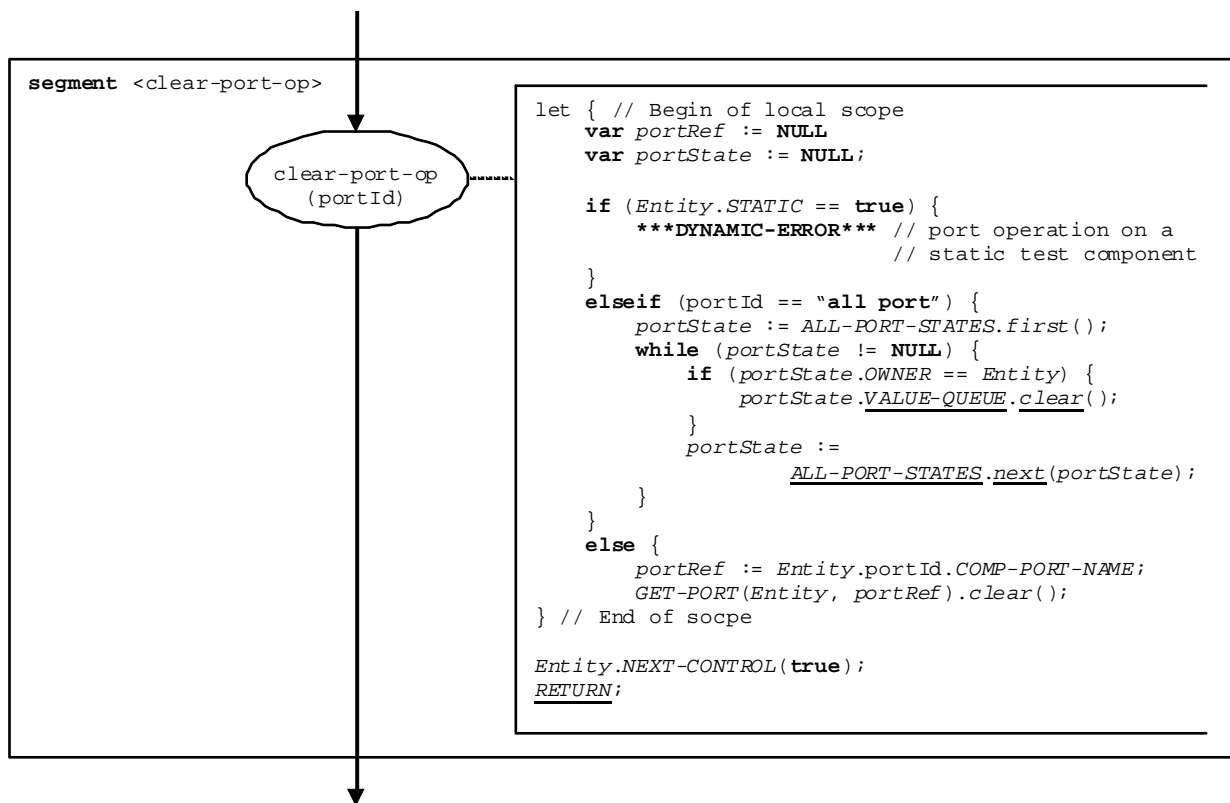 segment <clear-port-op>
clear-port-op
(portId)
let { // Begin of local scope
var portRef := NULL
var portState := NULL;
if (Entity.STATIC == true) {
***DYNAMIC-ERROR*** // port operation on a
// static test component
}
elseif (portId == “all port”) {
portState := ALL-PORT-STATES.first();
while (portState != NULL) {
if (portState.OWNER == Entity) {
portState.VALUE-QUEUE.clear();
}
portState :=
ALL-PORT-STATES.next(portState);
}
}
else {
portRef := Entity.portId.COMP-PORT-NAME;
GET-PORT(Entity, portRef).clear();
} // End of socpe
Entity.NEXT-CONTROL(true);
RETURN;